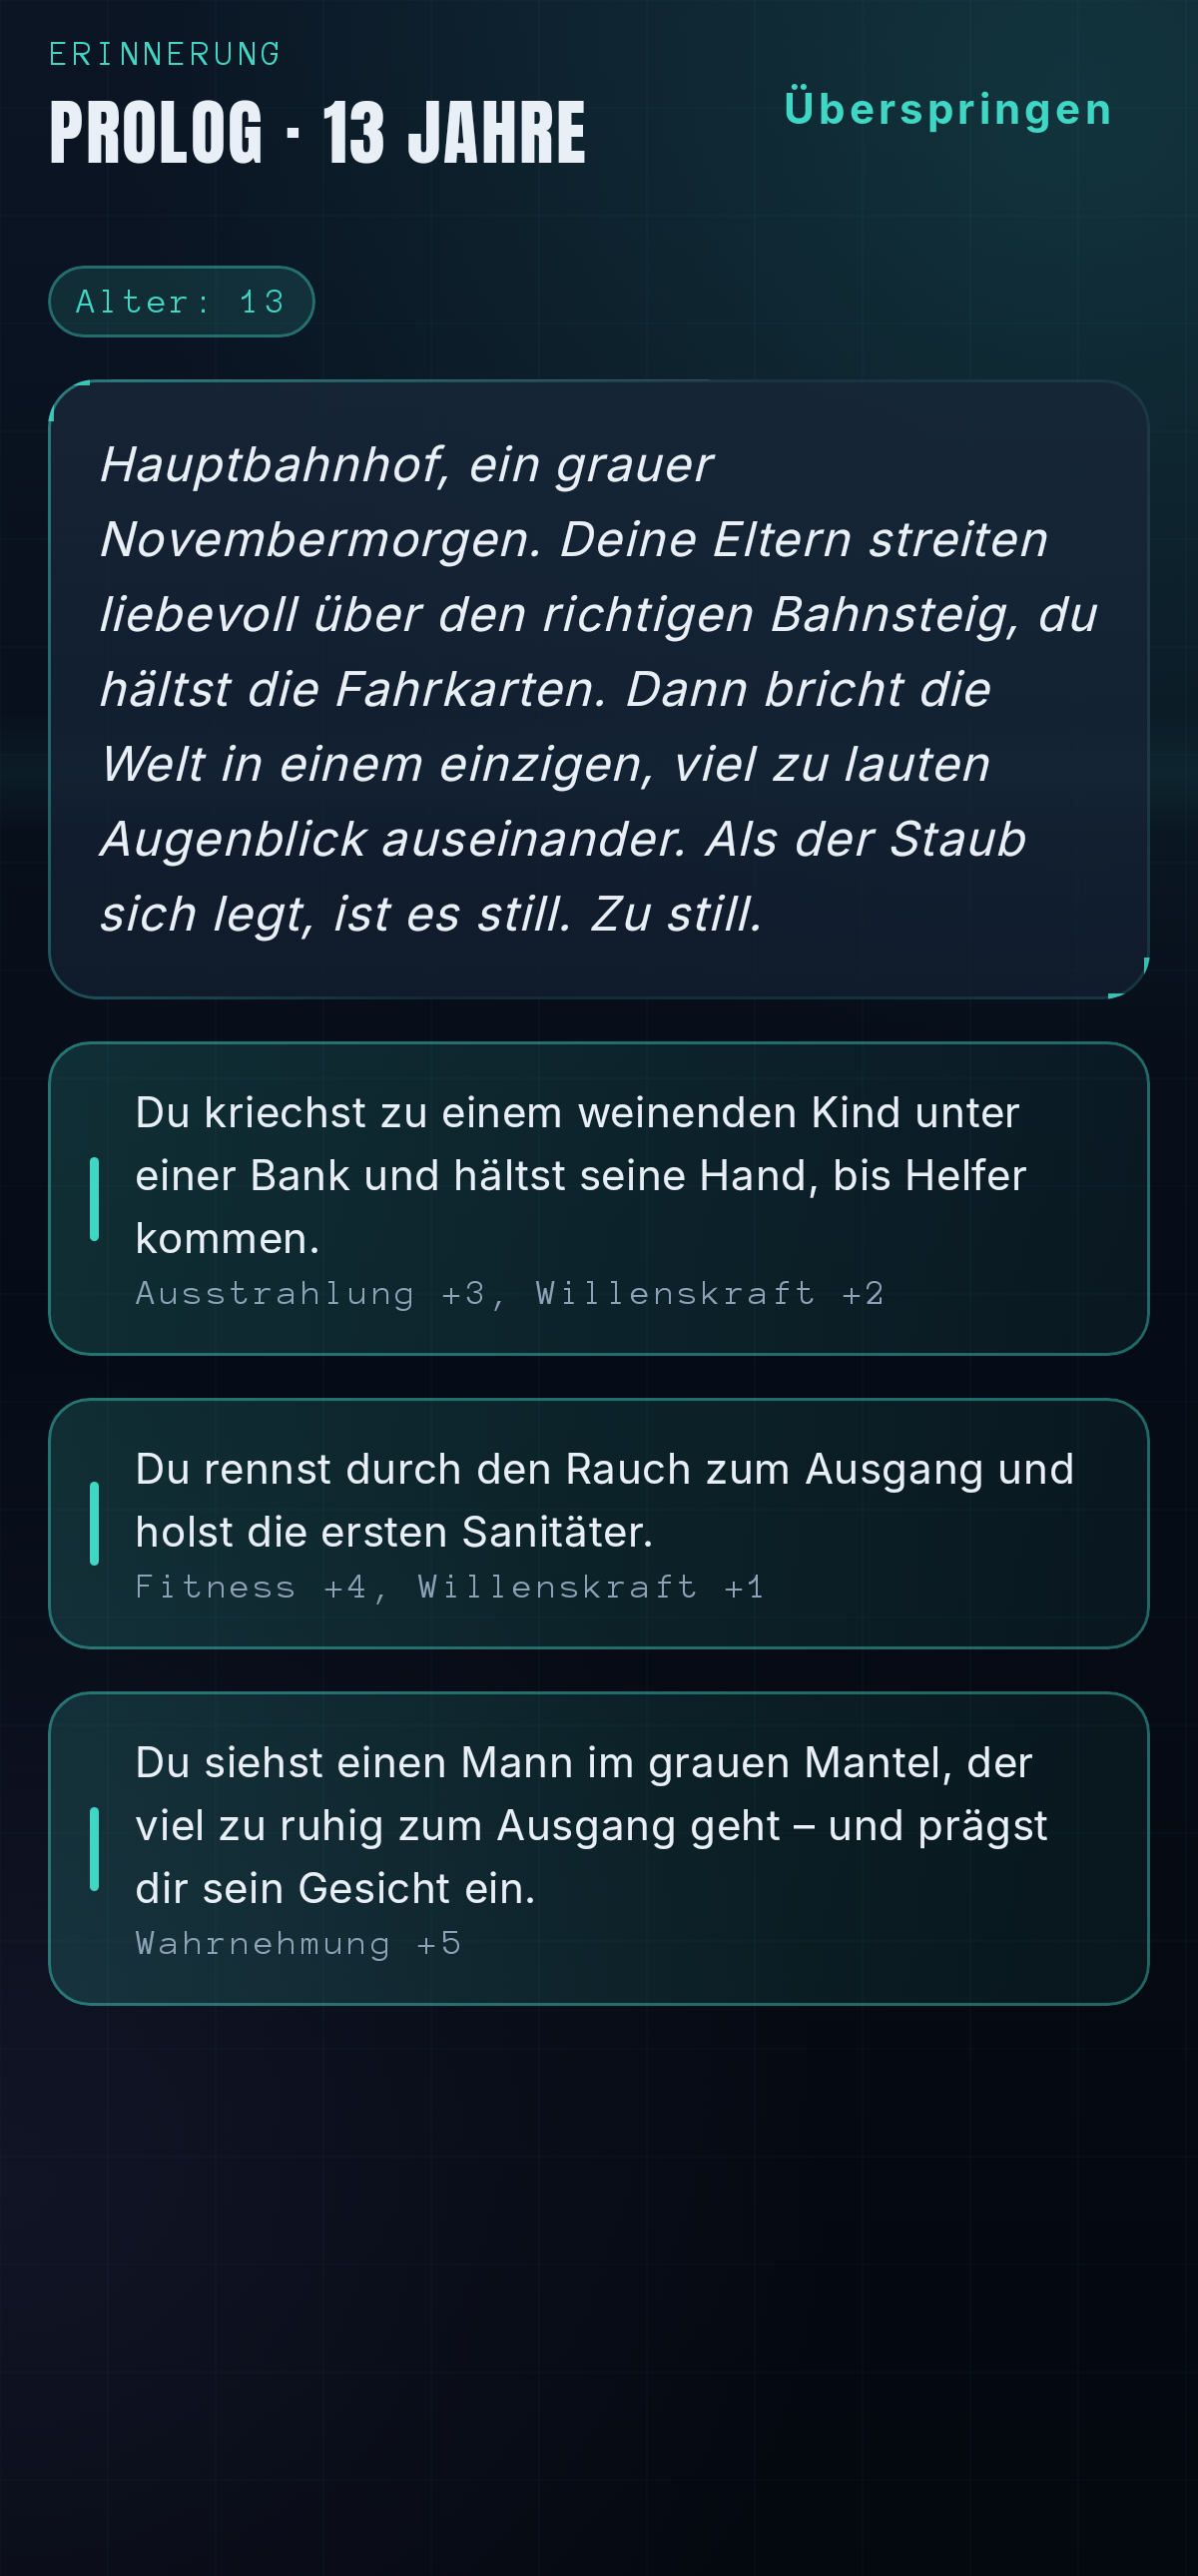 ERINNERUNG
PROLOG · 13 JAHRE
Überspringen
Alter: 13
Hauptbahnhof, ein grauer
Novembermorgen. Deine Eltern streiten
liebevoll über den richtigen Bahnsteig, du
hältst die Fahrkarten. Dann bricht die
Welt in einem einzigen, viel zu lauten
Augenblick auseinander. Als der Staub
sich legt, ist es still. Zu still.
Du kriechst zu einem weinenden Kind unter
einer Bank und hältst seine Hand, bis Helfer
kommen.
Ausstrahlung +3, Willenskraft +2
Du rennst durch den Rauch zum Ausgang und
holst die ersten Sanitäter.
Fitness +4, Willenskraft +1
Du siehst einen Mann im grauen Mantel, der
viel zu ruhig zum Ausgang geht – und prägst
dir sein Gesicht ein.
Wahrnehmung +5